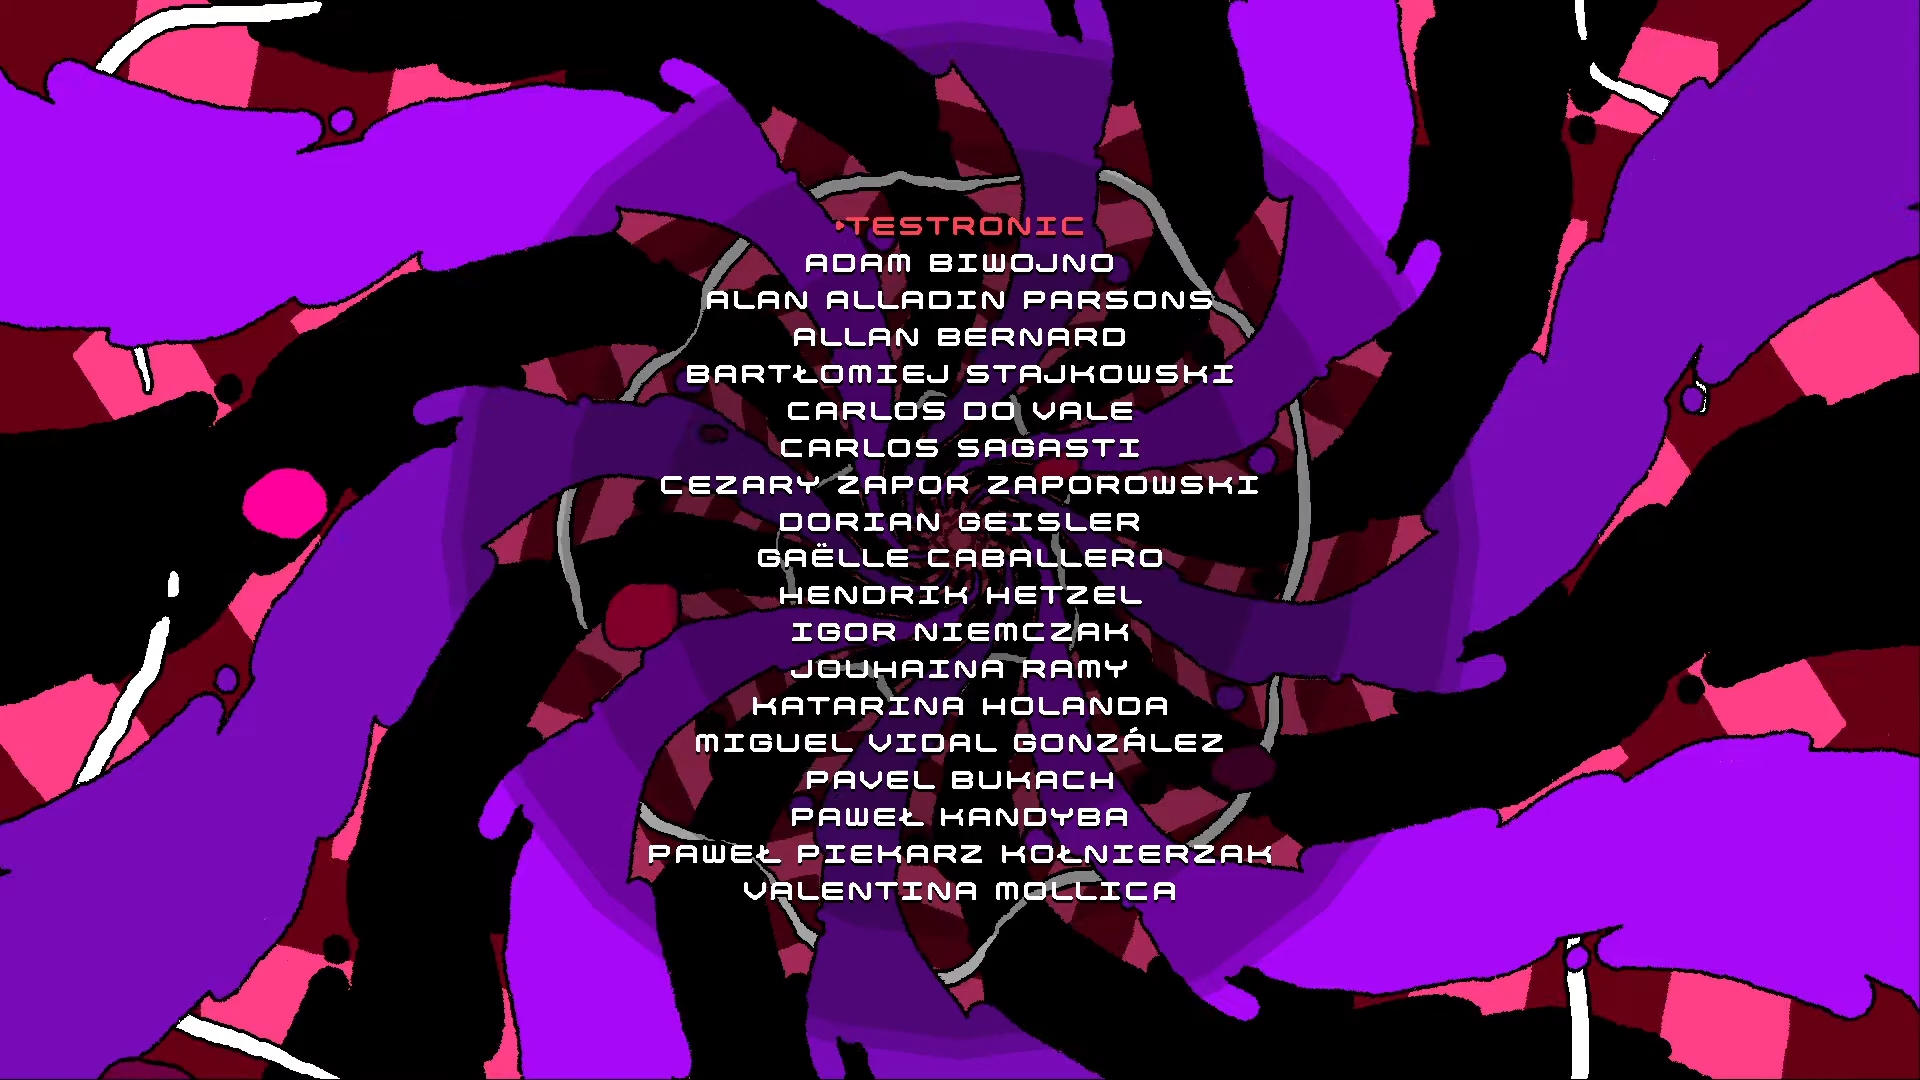 •TESTRONIC
ADAM BIWOJNO
ALAN ALLADIN PARSONS
ALLAN BERNARD
BARTŁOMIEJ STAJKOWSKI
CARLOS DO VALE
CARLOS SAGASTI
CEZARY ZAPOR ZAPOROWSKI
DORIAN GEISLER
GAËLLE CABALLERO
HENDRIK HETZEL
IGOR NIEMCZAK
JOUHAINA RAMY
KATARINA HOLANDA
MIGUEL VIDAL GONZÁLEZ
PAVEL BUKACH
PAWEŁ KANDYBA
PAWEŁ PIEKARZ KOŁNIERZAK
VALENTINA MOLLICA